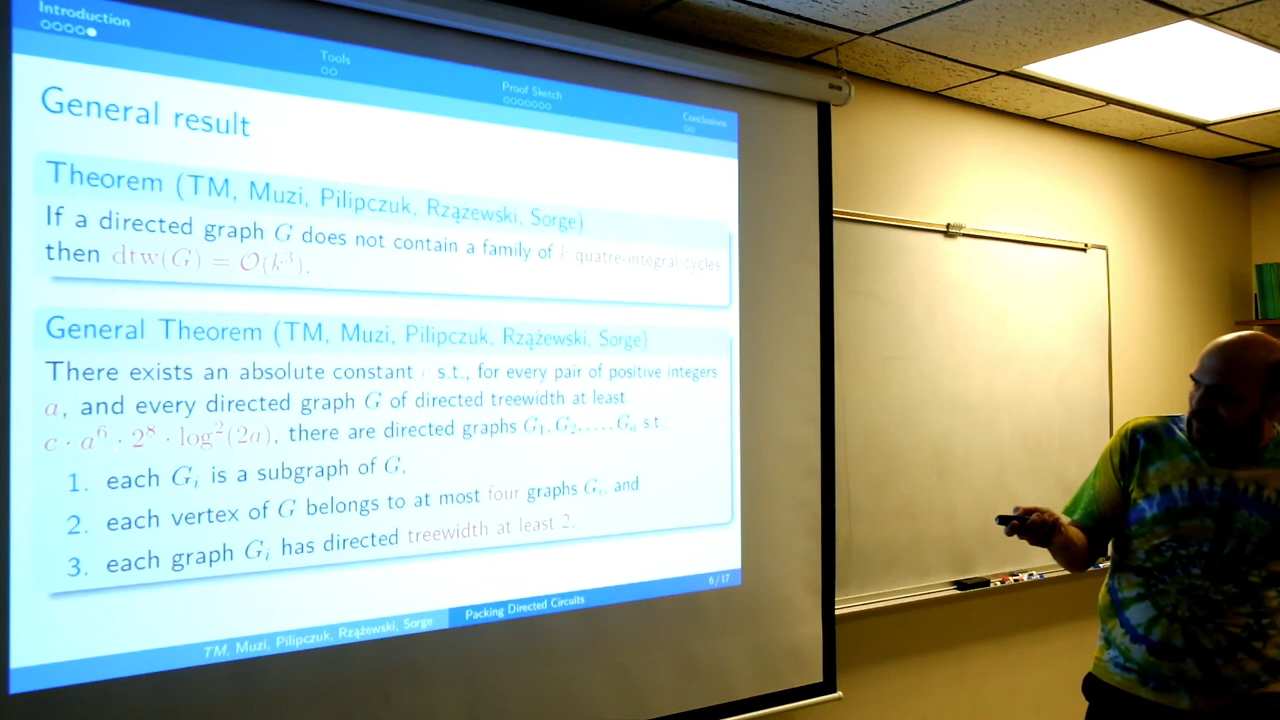 Introduction
Tools
Proof Sketch
Conclusions
General result
Theorem (TM, Muzi, Pilipczuk, Rzążewski, Sorge)
If a directed graph G does not contain a family of k quatre-integral cycles
then dtw(G) = O(k³).
General Theorem (TM, Muzi, Pilipczuk, Rzążewski, Sorge)
There exists an absolute constant c s.t., for every pair of positive integers
a, and every directed graph G of directed treewidth at least
c · a⁶ · 2⁸ · log²(2a), there are directed graphs G₁, G₂, . . . , Gₐ s.t.:
1. each Gᵢ is a subgraph of G,
2. each vertex of G belongs to at most four graphs Gᵢ, and
3. each graph Gᵢ has directed treewidth at least 2.
6 / 17
TM, Muzi, Pilipczuk, Rzążewski, Sorge
Packing Directed Circuits